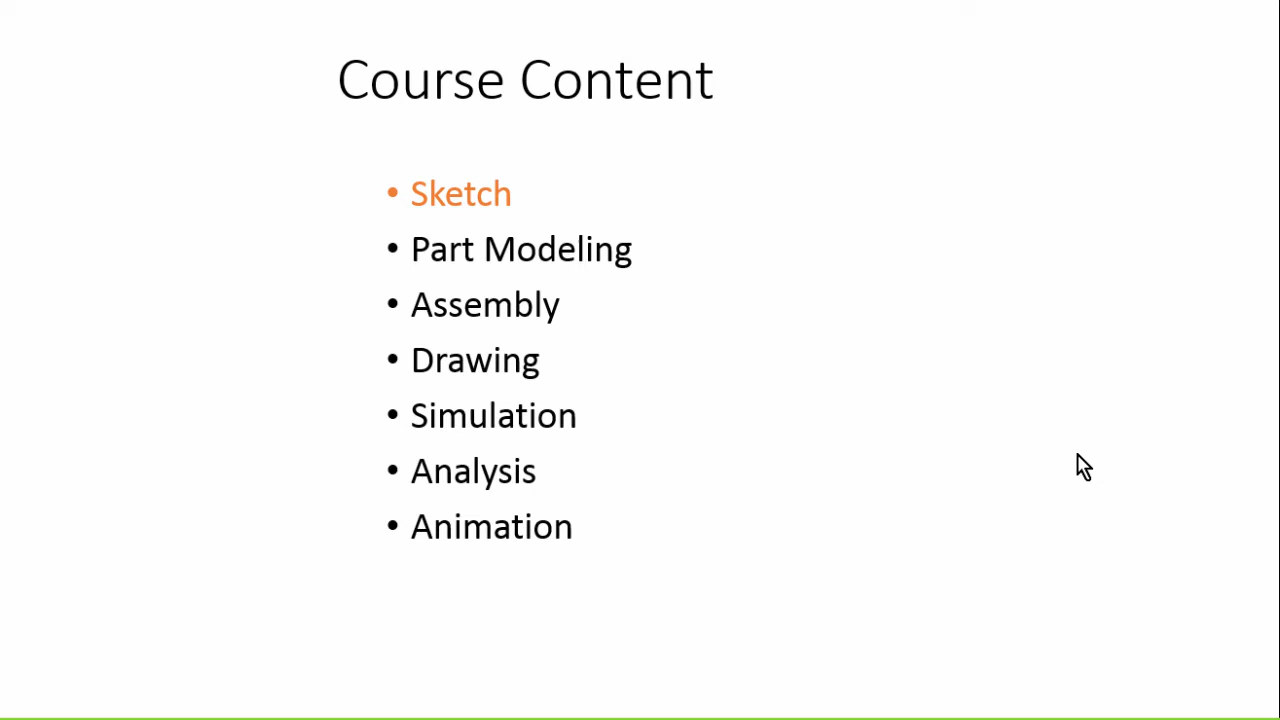 Course Content
• Sketch
• Part Modeling
• Assembly
• Drawing
• Simulation
• Analysis
• Animation